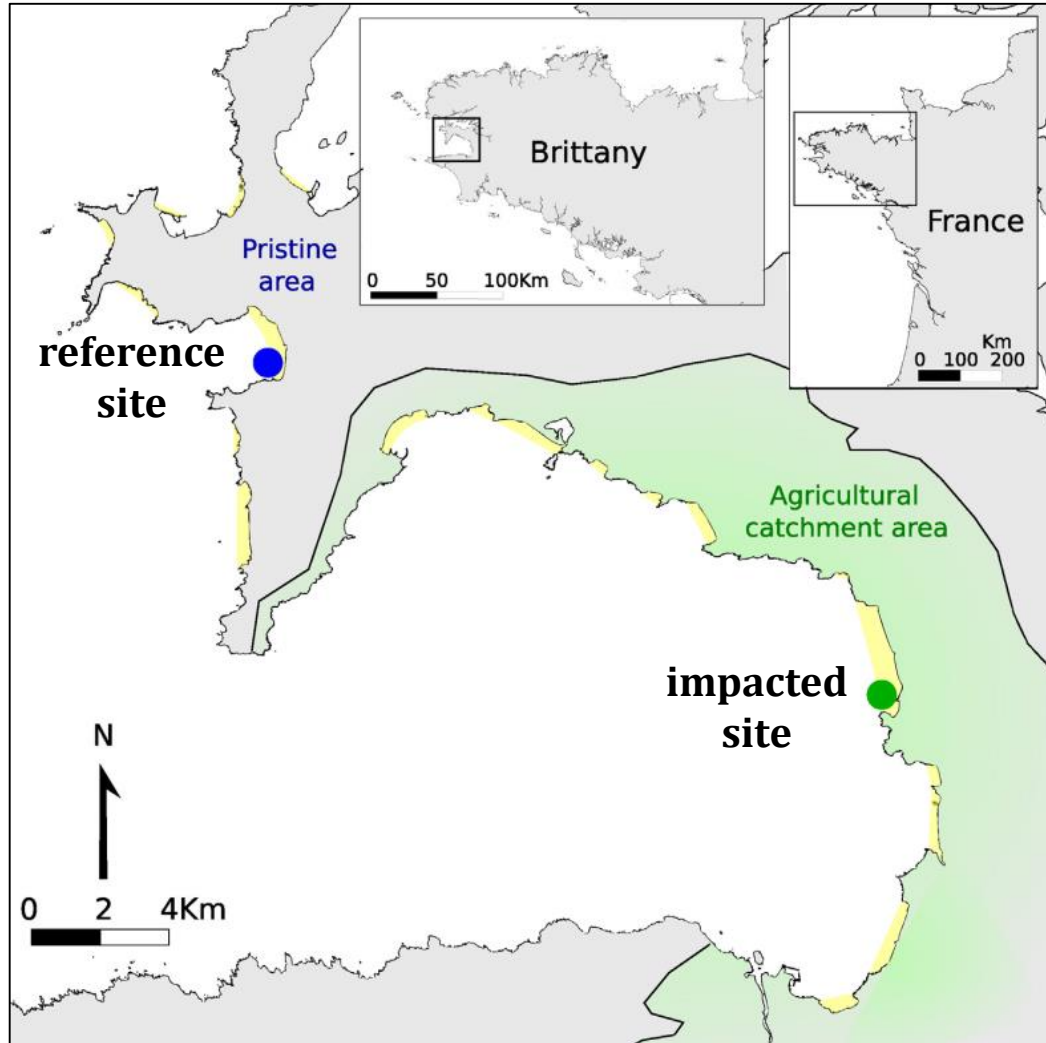 Brittany
0 50 100Km
France
Km
0 100 200
Pristine
area
reference
site
Agricultural
catchment area
impacted
site
N
0 2 4Km